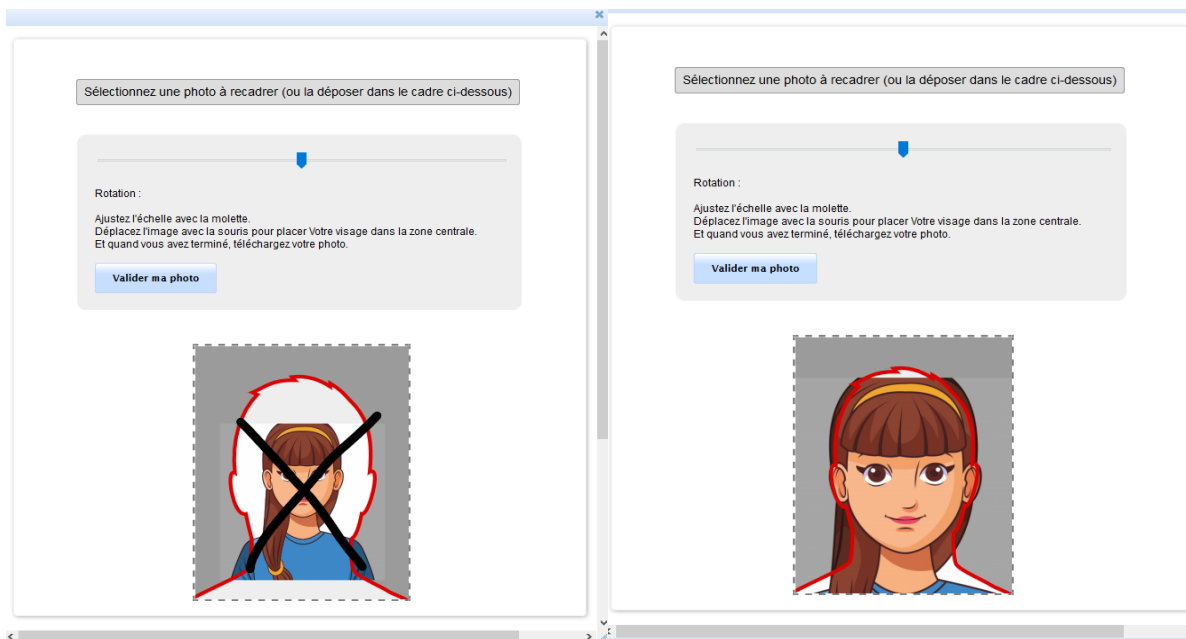 Sélectionnez une photo à recadrer (ou la déposer dans le cadre ci-dessous)
Rotation :
Ajustez l'échelle avec la molette.
Déplacez l'image avec la souris pour placer Votre visage dans la zone centrale.
Et quand vous avez terminé, téléchargez votre photo.
Valider ma photo
Sélectionnez une photo à recadrer (ou la déposer dans le cadre ci-dessous)
Rotation :
Ajustez l'échelle avec la molette.
Déplacez l'image avec la souris pour placer Votre visage dans la zone centrale.
Et quand vous avez terminé, téléchargez votre photo.
Valider ma photo